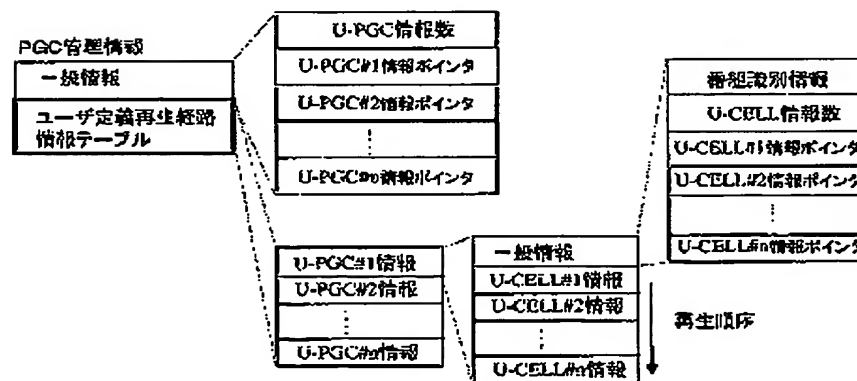 PGC管理情報
一般情報
ユーザ定義再生経路
情報テーブル
U-PGC情報数
U-PGC#1情報ポインタ
U-PGC#2情報ポインタ
⋮
U-PGC#n情報ポインタ
U-PGC#1情報
U-PGC#2情報
⋮
U-PGC#n情報
一般情報
U-CELL#1情報
U-CELL#2情報
⋮
U-CELL#n情報
番組識別情報
U-CELL情報数
U-CELL#1情報ポインタ
U-CELL#2情報ポインタ
⋮
U-CELL#n情報ポインタ
再生順序